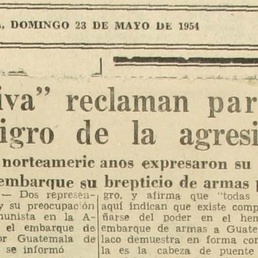 DOMINGO 23 DE MAYO DE 1954
iva” reclaman par
igro de la agresi
norteameric anos expresaron su
embarque su brepticio de armas p
— Dos represen-
y su preocupación
unista en la A-
el embarque de
or Guatemala de
se informó
gro, y afirma que "todas
aquí indican que existe comp
ñarse del poder en el hem
embarque de armas a Guate
laco demuestra en forma con
la es la cabeza de puente